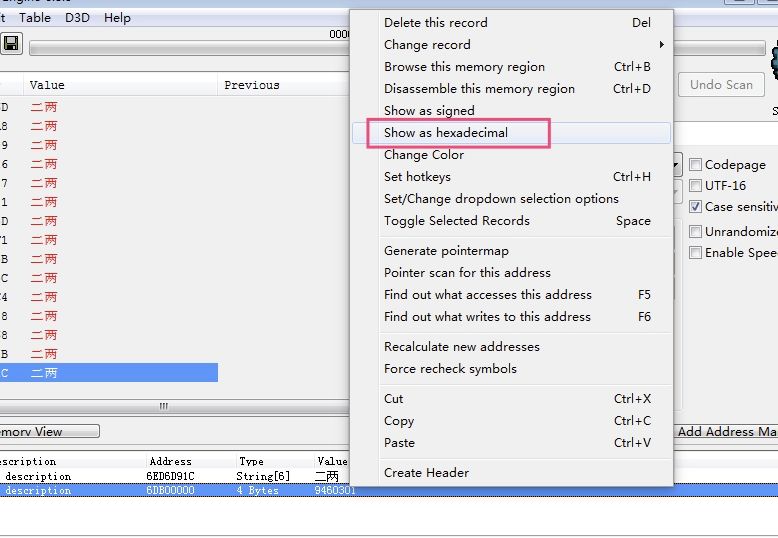 Table D3D Help
0000
Value Previous
二两
8 二两
9 二两
6 二两
7 二两
1 二两
二两
1 二两
B 二两
C 二两
4 二两
8 二两
8 二两
B 二两
C 二两
Delete this record Del
Change record
Browse this memory region Ctrl+B
Disassemble this memory region Ctrl+D
Show as signed
Show as hexadecimal
Change Color
Set hotkeys Ctrl+H
Set/Change dropdown selection options
Toggle Selected Records Space
Generate pointermap
Pointer scan for this address
Find out what accesses this address F5
Find out what writes to this address F6
Recalculate new addresses
Force recheck symbols
Cut Ctrl+X
Copy Ctrl+C
Paste Ctrl+V
Create Header
Undo Scan
Codepage
UTF-16
Case sensitiv
Unrandomize
Enable Spee
emory View Add Address Ma
escription Address Type Value
description 6ED6D91C String[6] 二两
description 6DB00000 4 Bytes 9460301